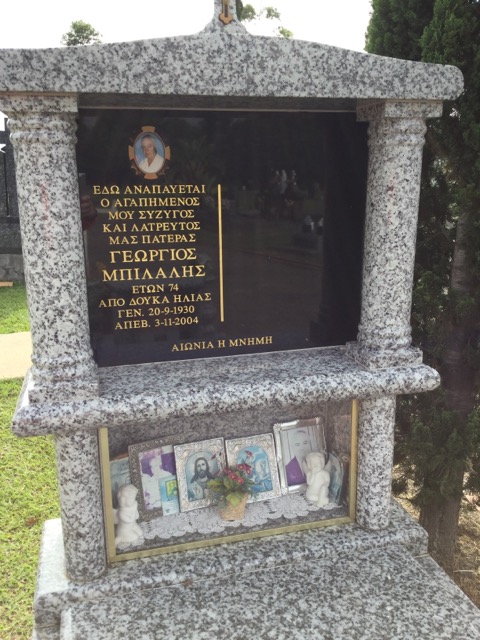 ΕΔΩ ΑΝΑΠΑΥΕΤΑΙ
Ο ΑΓΑΠΗΜΕΝΟΣ
ΜΟΥ ΣΥΖΥΓΟΣ
ΚΑΙ ΛΑΤΡΕΥΤΟΣ
ΜΑΣ ΠΑΤΕΡΑΣ
ΓΕΩΡΓΙΟΣ
ΜΠΙΛΑΛΗΣ
ΕΤΩΝ 74
ΑΠΟ ΔΟΥΚΑ ΗΛΙΑΣ
ΓΕΝ. 20-9-1930
ΑΠΕΒ. 3-11-2004
ΑΙΩΝΙΑ Η ΜΝΗΜΗ